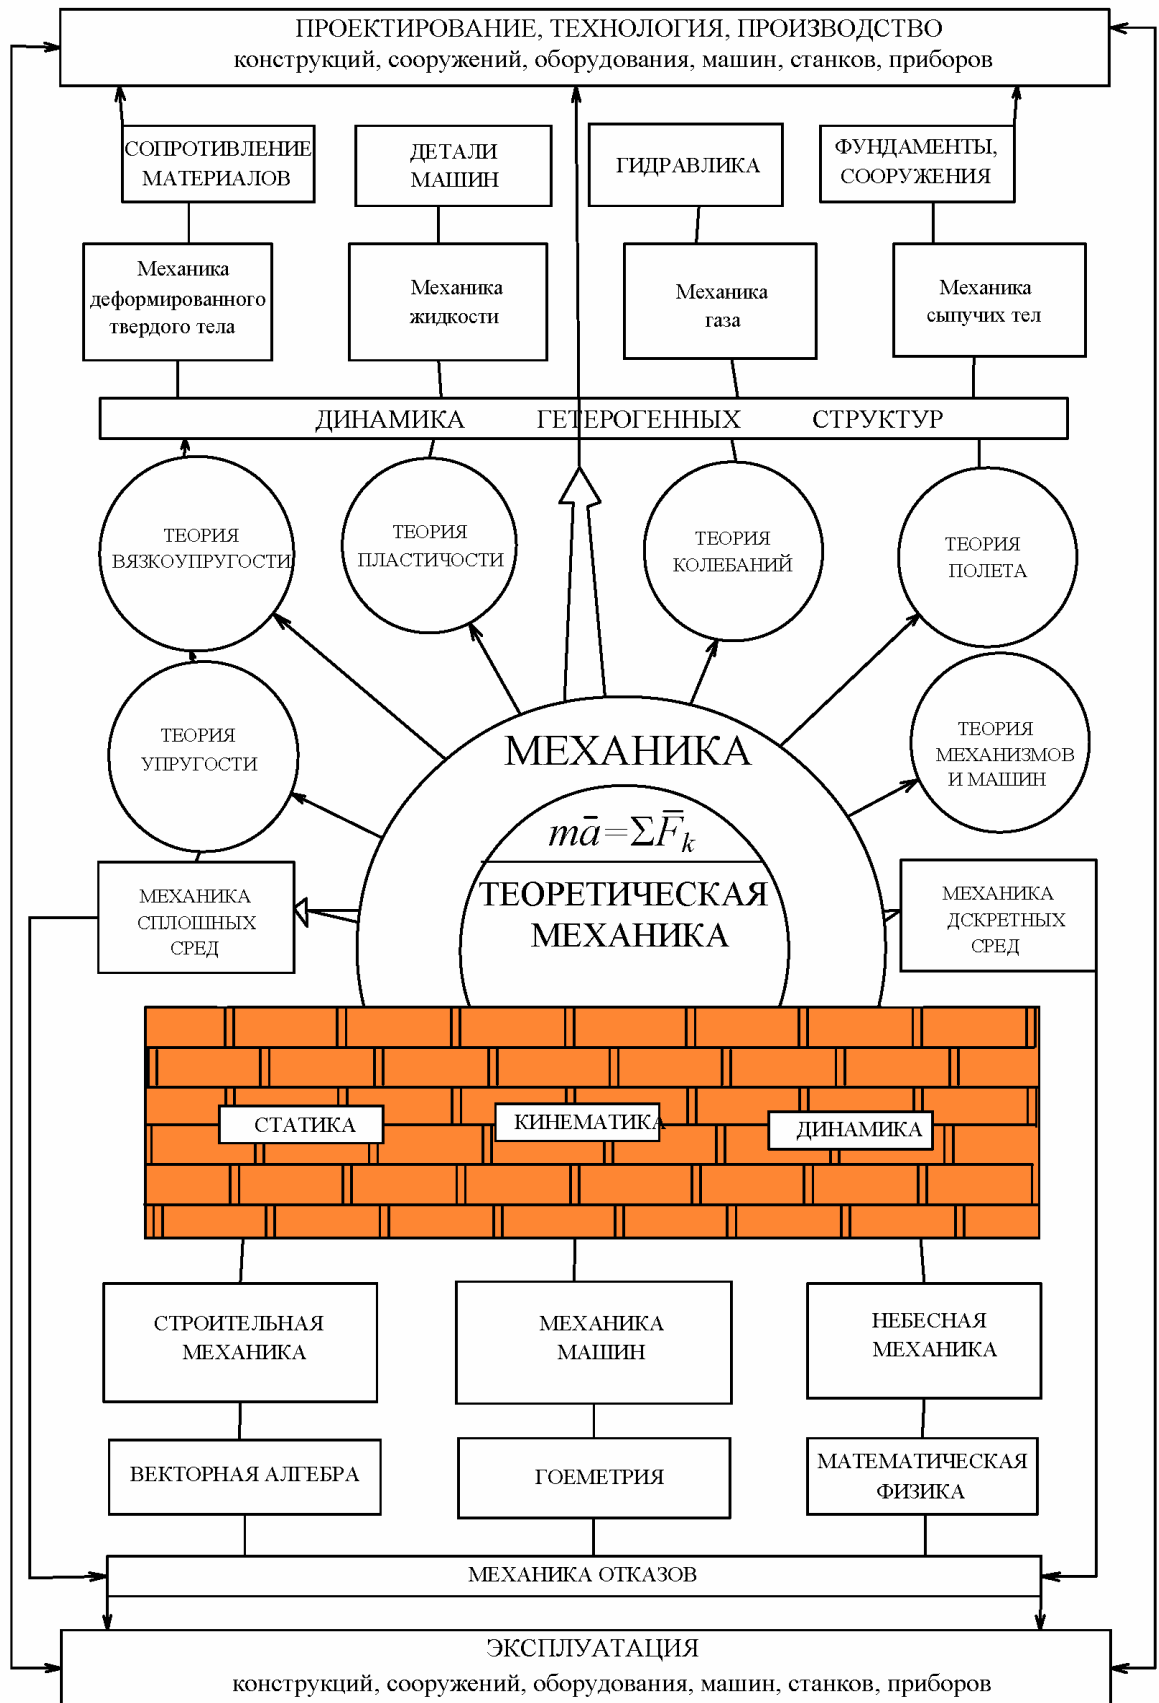 ПРОЕКТИРОВАНИЕ, ТЕХНОЛОГИЯ, ПРОИЗВОДСТВО
конструкций, сооружений, оборудования, машин, станков, приборов
СОПРОТИВЛЕНИЕ
МАТЕРИАЛОВ
ДЕТАЛИ
МАШИН
ГИДРАВЛИКА
ФУНДАМЕНТЫ,
СООРУЖЕНИЯ
Механика
деформированного
твердого тела
Механика
жидкости
Механика
газа
Механика
сыпучих тел
ДИНАМИКА ГЕТЕРОГЕННЫХ СТРУКТУР
ТЕОРИЯ
ВЯЗКОУПРУГОСТИ
ТЕОРИЯ
ПЛАСТИЧОСТИ
ТЕОРИЯ
КОЛЕБАНИЙ
ТЕОРИЯ
ПОЛЕТА
ТЕОРИЯ
УПРУГОСТИ
МЕХАНИКА
ТЕОРИЯ
МЕХАНИЗМОВ
И МАШИН
mā=ΣF̅ₖ
ТЕОРЕТИЧЕСКАЯ
МЕХАНИКА
МЕХАНИКА
СПЛОШНЫХ
СРЕД
МЕХАНИКА
ДСКРЕТНЫХ
СРЕД
СТАТИКА
КИНЕМАТИКА
ДИНАМИКА
СТРОИТЕЛЬНАЯ
МЕХАНИКА
МЕХАНИКА
МАШИН
НЕБЕСНАЯ
МЕХАНИКА
ВЕКТОРНАЯ АЛГЕБРА
ГОЕМЕТРИЯ
МАТЕМАТИЧЕСКАЯ
ФИЗИКА
МЕХАНИКА ОТКАЗОВ
ЭКСПЛУАТАЦИЯ
конструкций, сооружений, оборудования, машин, станков, приборов